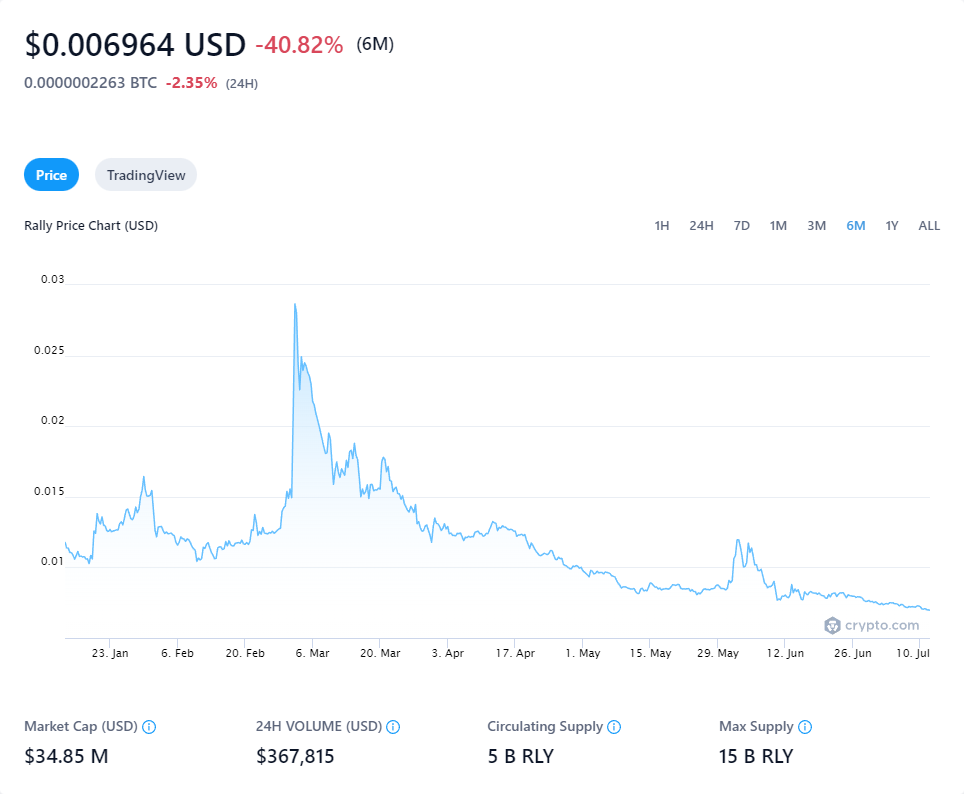 $0.006964 USD -40.82% (6M)
0.0000002263 BTC -2.35% (24H)
Price TradingView
Rally Price Chart (USD) 1H 24H 7D 1M 3M 6M 1Y ALL
0.03
0.025
0.02
0.015
0.01
crypto.com
23. Jan 6. Feb 20. Feb 6. Mar 20. Mar 3. Apr 17. Apr 1. May 15. May 29. May 12. Jun 26. Jun 10. Jul
Market Cap (USD) 24H VOLUME (USD) Circulating Supply Max Supply
$34.85 M $367,815 5 B RLY 15 B RLY